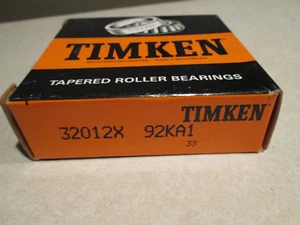 TIMKEN
TAPERED ROLLER BEARINGS
TIMKEN
32012X 92KA1
33